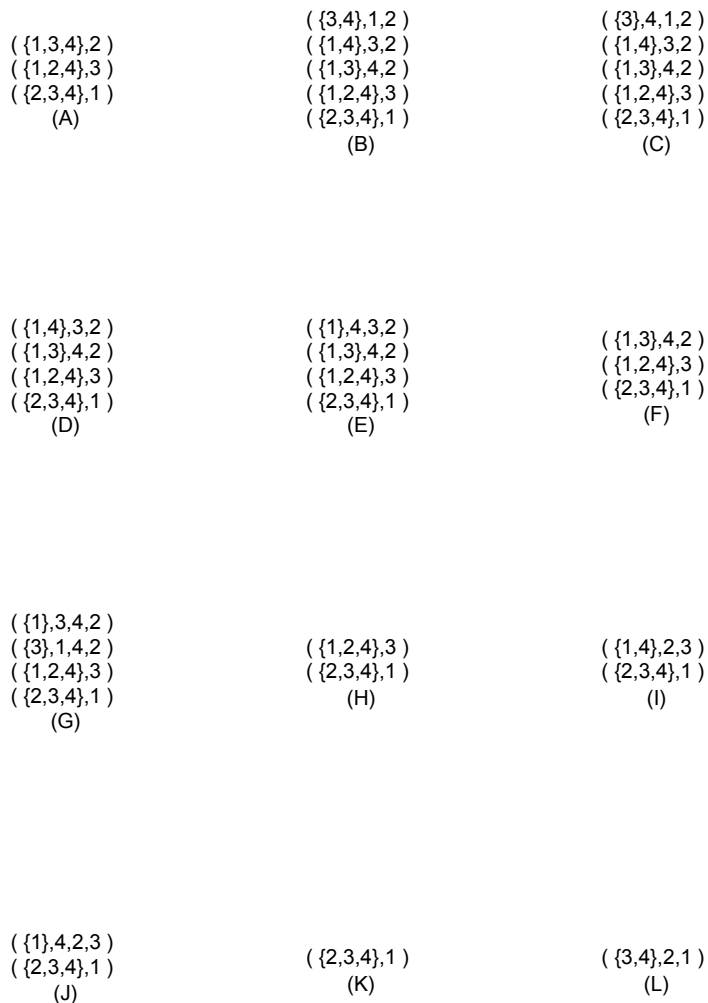 ( {1,3,4},2 )
( {1,2,4},3 )
( {2,3,4},1 )
(A)
( {3,4},1,2 )
( {1,4},3,2 )
( {1,3},4,2 )
( {1,2,4},3 )
( {2,3,4},1 )
(B)
( {3},4,1,2 )
( {1,4},3,2 )
( {1,3},4,2 )
( {1,2,4},3 )
( {2,3,4},1 )
(C)
( {1,4},3,2 )
( {1,3},4,2 )
( {1,2,4},3 )
( {2,3,4},1 )
(D)
( {1},4,3,2 )
( {1,3},4,2 )
( {1,2,4},3 )
( {2,3,4},1 )
(E)
( {1,3},4,2 )
( {1,2,4},3 )
( {2,3,4},1 )
(F)
( {1},3,4,2 )
( {3},1,4,2 )
( {1,2,4},3 )
( {2,3,4},1 )
(G)
( {1,2,4},3 )
( {2,3,4},1 )
(H)
( {1,4},2,3 )
( {2,3,4},1 )
(I)
( {1},4,2,3 )
( {2,3,4},1 )
(J)
( {2,3,4},1 )
(K)
( {3,4},2,1 )
(L)